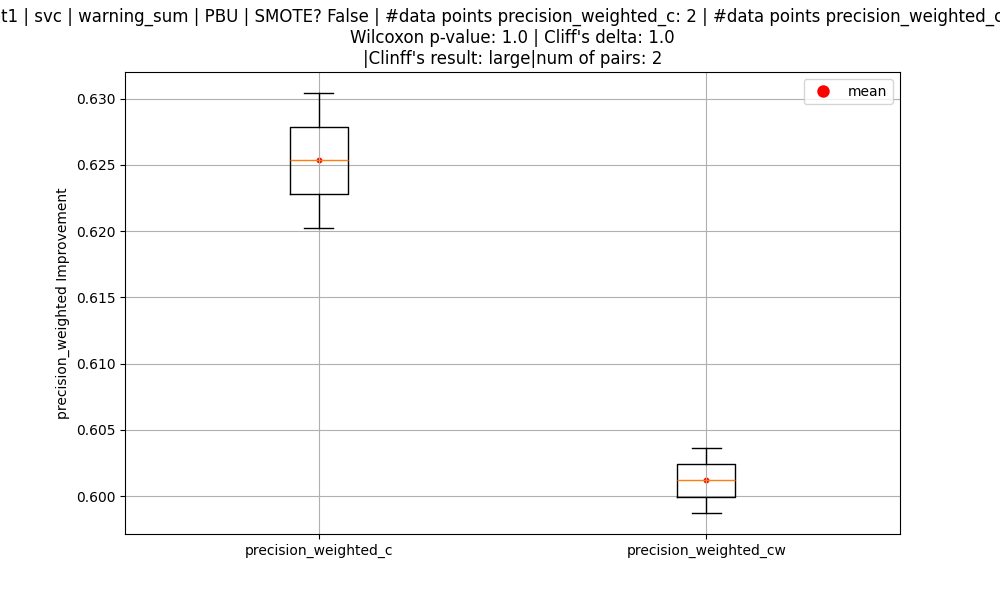 t1 | svc | warning_sum | PBU | SMOTE? False | #data points precision_weighted_c: 2 | #data points precision_weighted_c
Wilcoxon p-value: 1.0 | Cliff's delta: 1.0
|Clinff's result: large|num of pairs: 2
mean
0.630
0.625
0.620
0.615
0.610
0.605
0.600
precision_weighted Improvement
precision_weighted_c
precision_weighted_cw